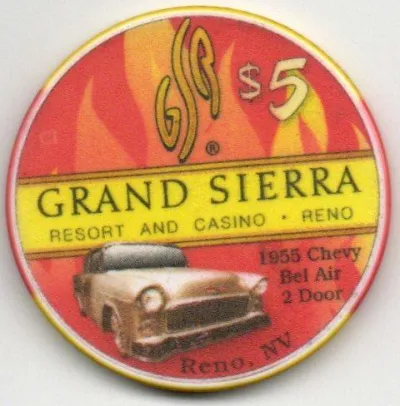 GSR ®
$5
GRAND SIERRA
RESORT AND CASINO • RENO
1955 Chevy
Bel Air
2 Door
Reno, NV